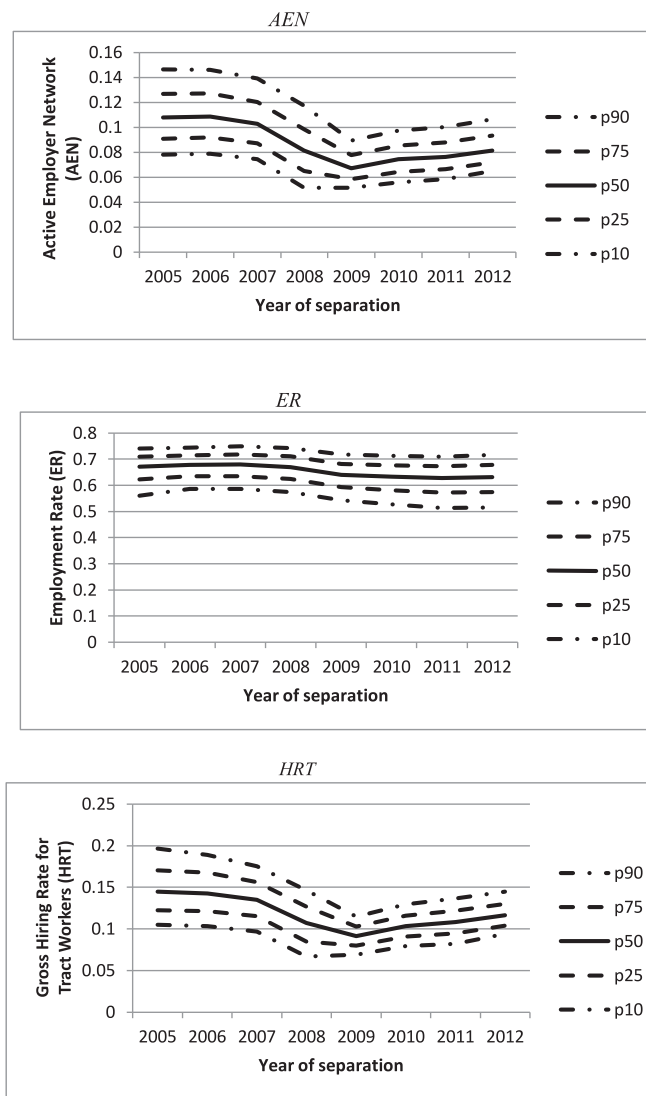 AEN
Active Employer Network
(AEN)
0.16
0.14
0.12
0.1
0.08
0.06
0.04
0.02
0
2005 2006 2007 2008 2009 2010 2011 2012
Year of separation
p90
p75
p50
p25
p10
ER
Employment Rate (ER)
0.8
0.7
0.6
0.5
0.4
0.3
0.2
0.1
0
2005 2006 2007 2008 2009 2010 2011 2012
Year of separation
p90
p75
p50
p25
p10
HRT
Gross Hiring Rate for
Tract Workers (HRT)
0.25
0.2
0.15
0.1
0.05
0
2005 2006 2007 2008 2009 2010 2011 2012
Year of separation
p90
p75
p50
p25
p10